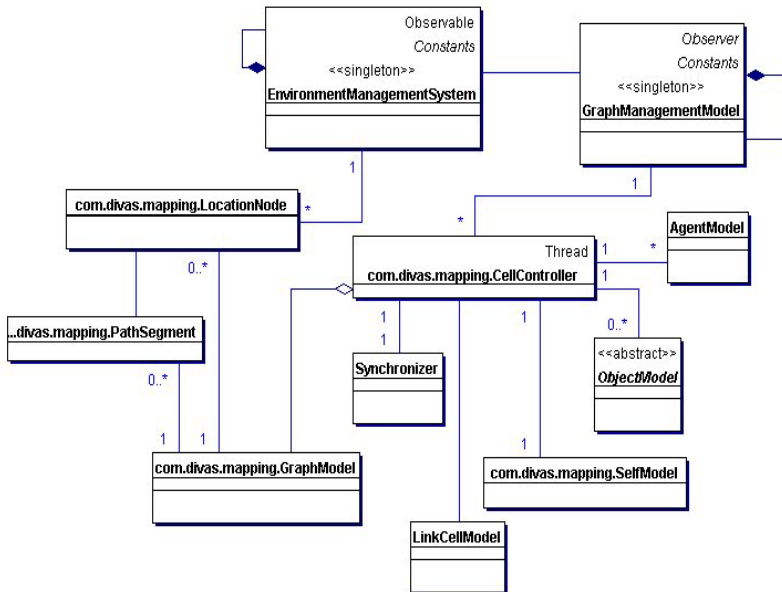 Observable
Constants
<<singleton>>
EnvironmentManagementSystem
Observer
Constants
<<singleton>>
GraphManagementModel
1
1
com.divas.mapping.LocationNode
*
*
AgentModel
Thread
com.divas.mapping.CellController
1
*
1
0..*
...divas.mapping.PathSegment
0..*
1
1
1
0..*
Synchronizer
<<abstract>>
ObjectModel
1
1
1
com.divas.mapping.GraphModel
com.divas.mapping.SelfModel
LinkCellModel